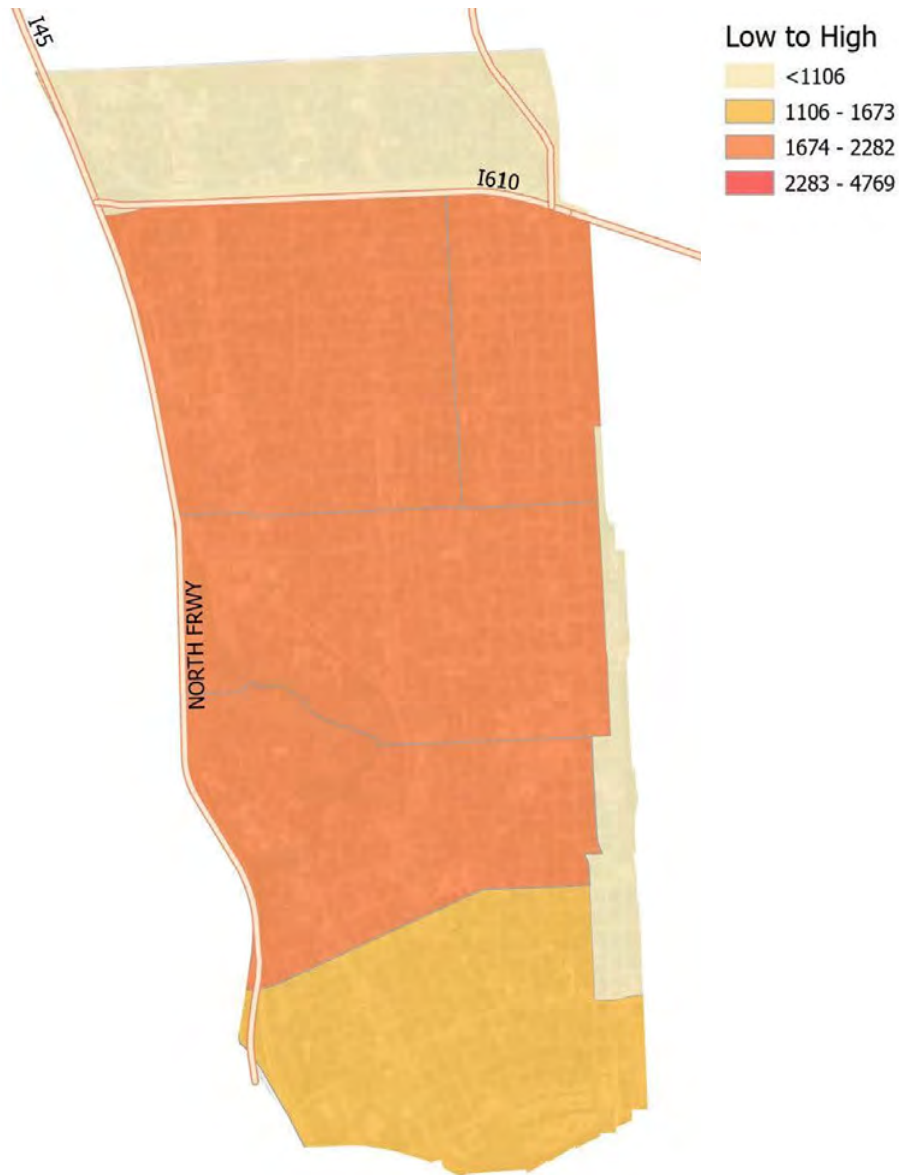 I45
Low to High
<1106
1106 - 1673
1674 - 2282
2283 - 4769
I610
NORTH FRWY